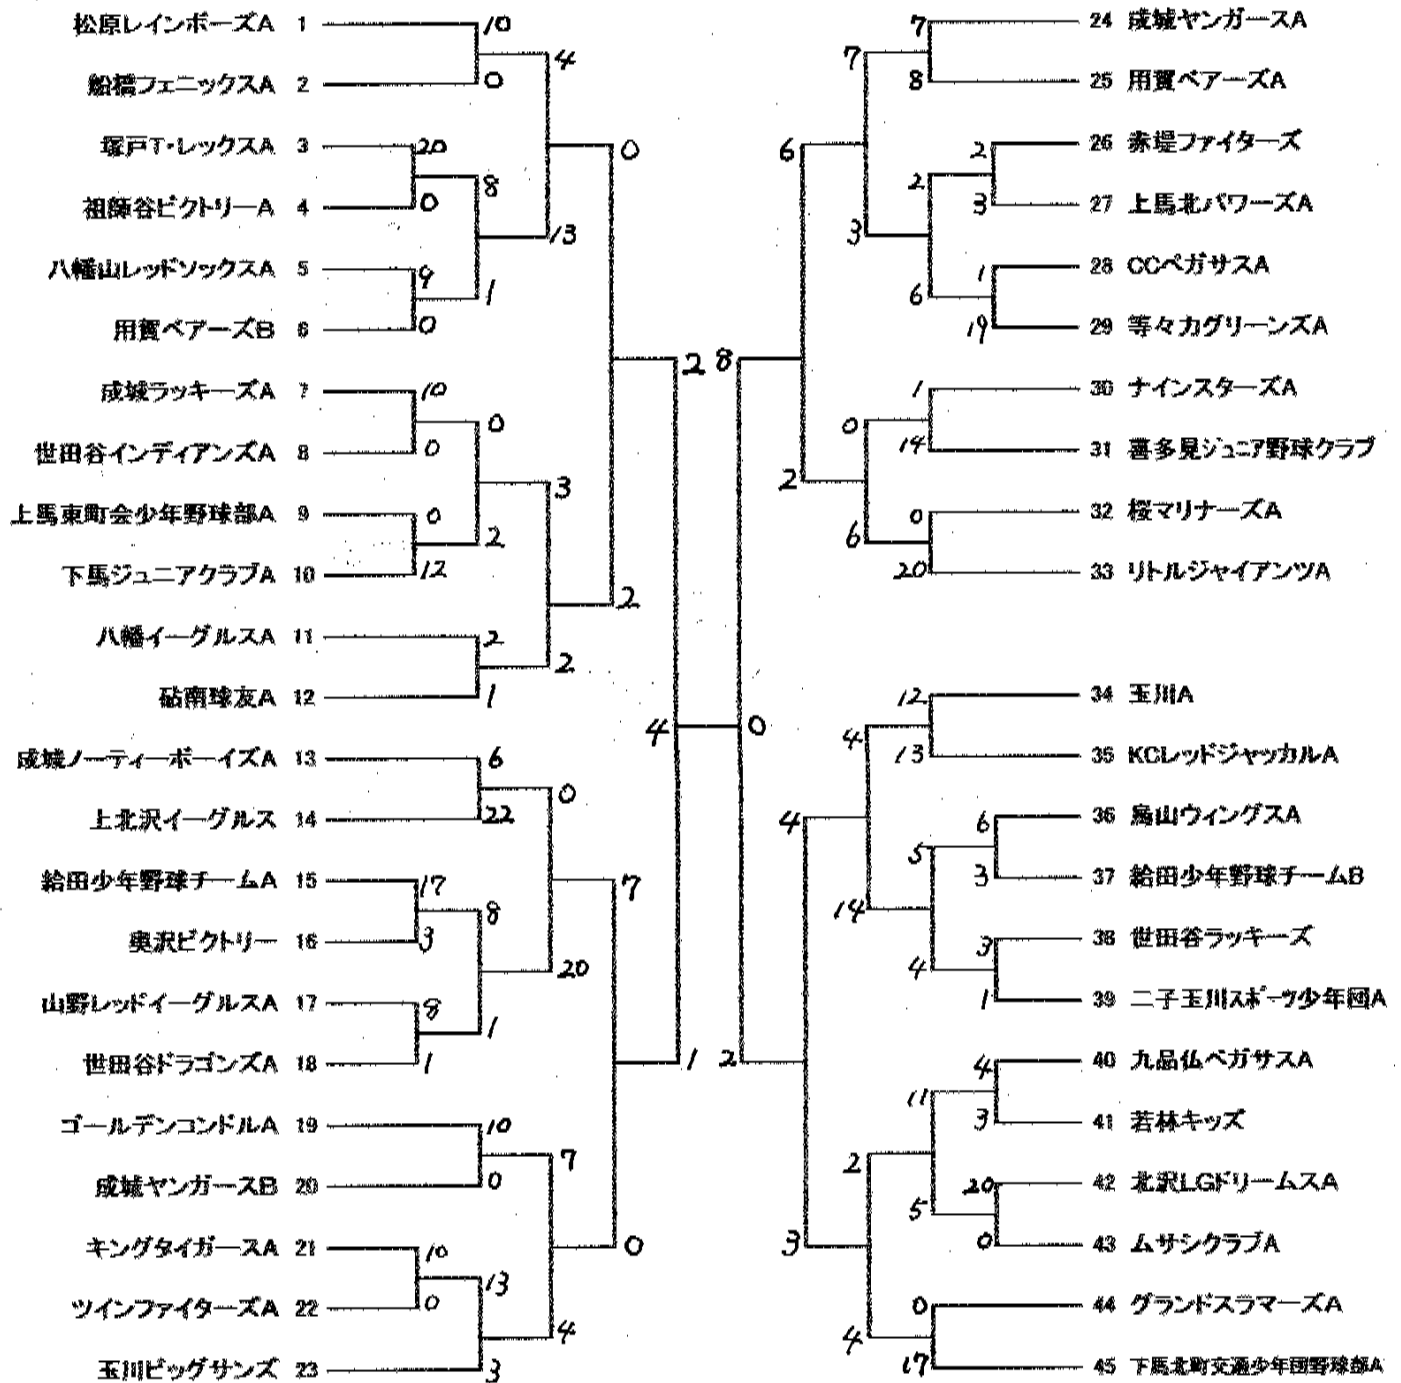 松原レインボーズA 1
10
船橋フェニックスA 2
0
4
塚戸T・レックスA 3
20
祖師谷ビクトリーA 4
0
8
八幡山レッドソックスA 5
9
用賀ベアーズB 6
0
1
13
0
成城ラッキーズA 7
10
世田谷インディアンズA 8
0
0
上馬東町会少年野球部A 9
0
下馬ジュニアクラブA 10
12
2
3
八幡イーグルスA 11
2
砧南球友A 12
1
2
2
2
成城ノーティーボーイズA 13
6
上北沢イーグルス 14
22
0
給田少年野球チームA 15
17
奥沢ビクトリー 16
3
8
山野レッドイーグルスA 17
8
世田谷ドラゴンズA 18
1
1
20
7
ゴールデンコンドルA 19
10
成城ヤンガースB 20
0
7
キングタイガースA 21
10
ツインファイターズA 22
0
13
玉川ビッグサンズ 23
3
4
0
1
4
0
7
24 成城ヤンガースA
8
25 用賀ベアーズA
7
2
26 赤堤ファイターズ
3
27 上馬北パワーズA
2
1
28 CCペガサスA
19
29 等々力グリーンズA
6
3
6
1
30 ナインスターズA
14
31 喜多見ジュニア野球クラブ
0
0
32 桜マリナーズA
20
33 リトルジャイアンツA
6
2
8
12
34 玉川A
13
35 KCレッドジャッカルA
4
6
36 烏山ウィングスA
3
37 給田少年野球チームB
5
3
38 世田谷ラッキーズ
1
39 二子玉川スポーツ少年団A
4
14
4
4
40 九品仏ペガサスA
3
41 若林キッズ
11
20
42 北沢LGドリームスA
0
43 ムサシクラブA
5
2
0
44 グランドスラマーズA
17
45 下馬北町交通少年団野球部A
4
3
2